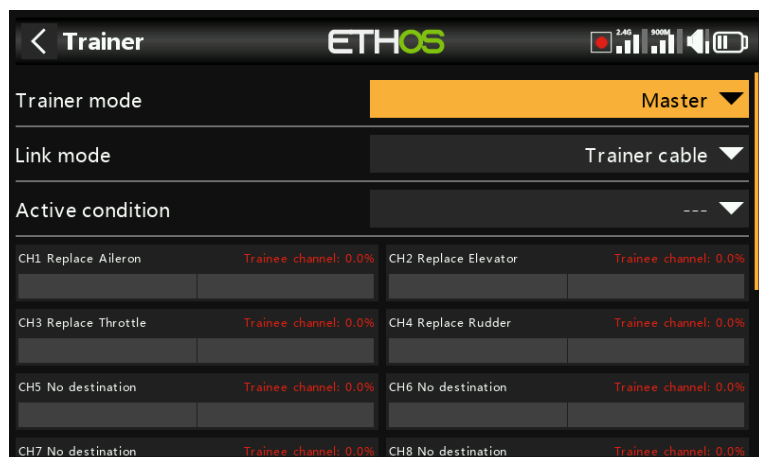 Trainer
ETHOS
2.4G
900M
Trainer mode
Master
Link mode
Trainer cable
Active condition
---
CH1 Replace Aileron
Trainee channel: 0.0%
CH2 Replace Elevator
Trainee channel: 0.0%
CH3 Replace Throttle
Trainee channel: 0.0%
CH4 Replace Rudder
Trainee channel: 0.0%
CH5 No destination
Trainee channel: 0.0%
CH6 No destination
Trainee channel: 0.0%
CH7 No destination
Trainee channel: 0.0%
CH8 No destination
Trainee channel: 0.0%